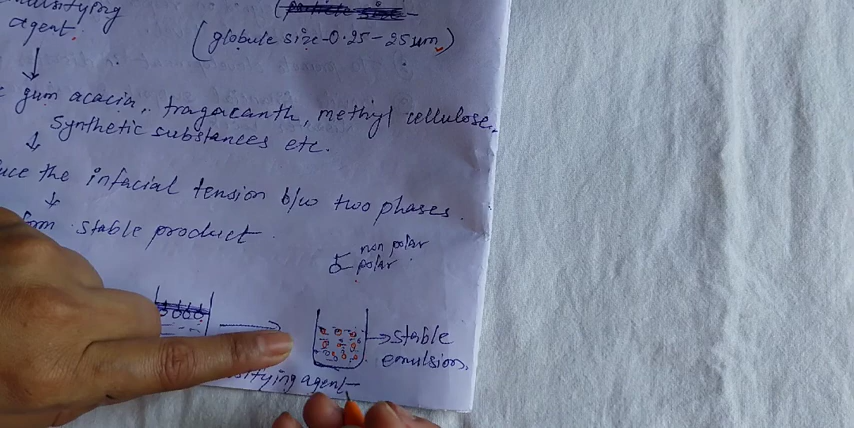 agent.
(globule size-0.25-25um)
gum acacia, tragacanth, methyl cellulose,
synthetic substances etc.
the infacial tension b/w two phases.
stable product
non polar
polar
→stable
emulsion.
agent